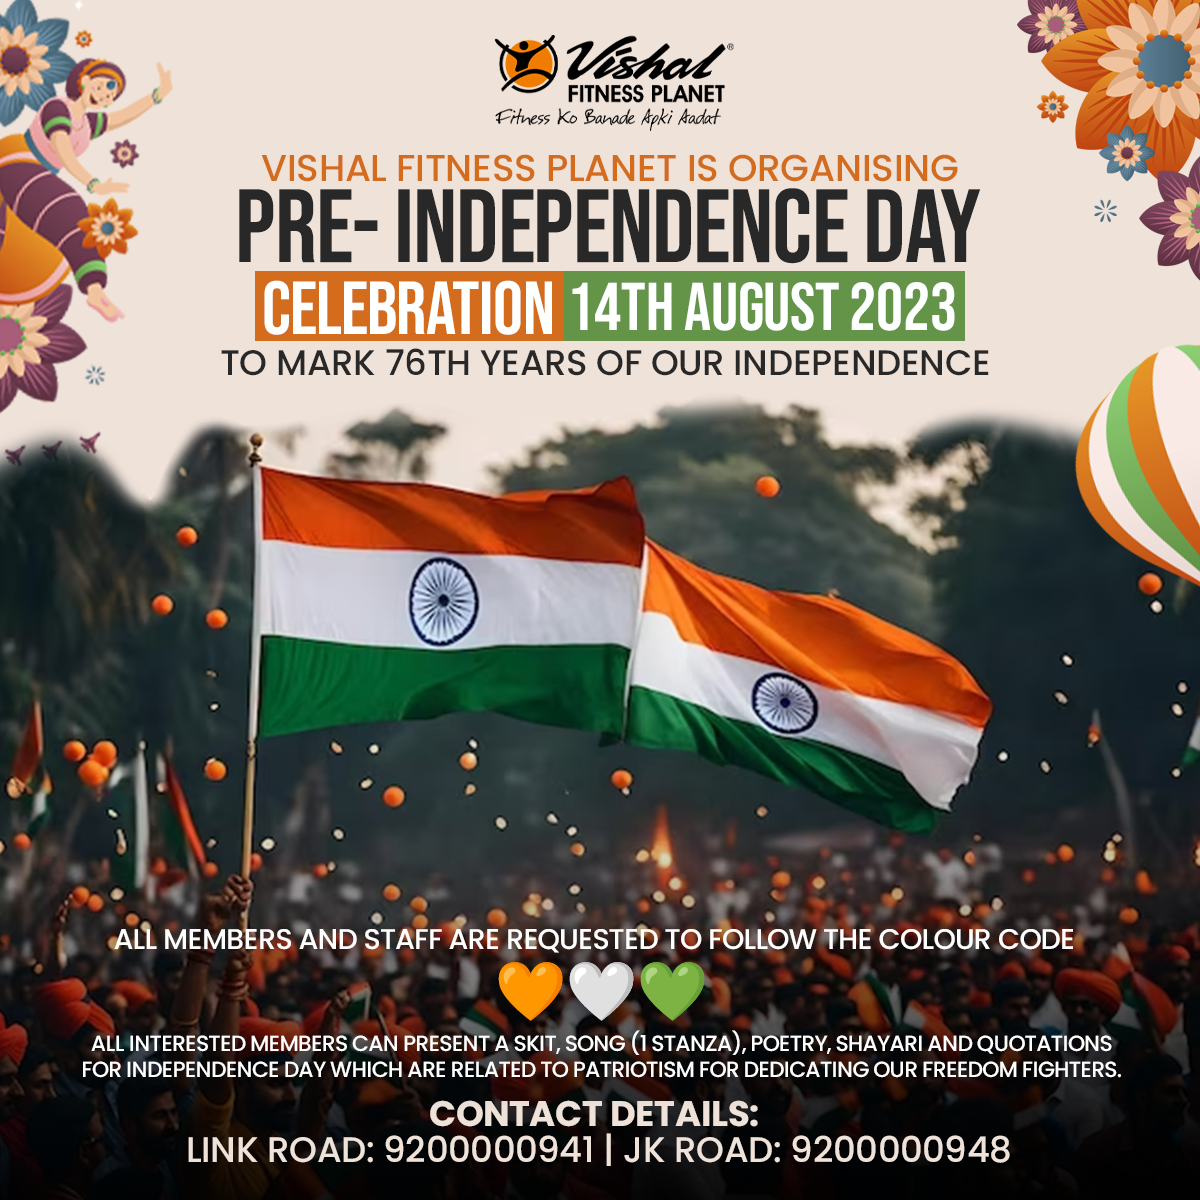 Vishal®
FITNESS PLANET
Fitness Ko Banade Apki Aadat
VISHAL FITNESS PLANET IS ORGANISING
PRE- INDEPENDENCE DAY
CELEBRATION 14TH AUGUST 2023
TO MARK 76TH YEARS OF OUR INDEPENDENCE
ALL MEMBERS AND STAFF ARE REQUESTED TO FOLLOW THE COLOUR CODE
🧡🤍💚
ALL INTERESTED MEMBERS CAN PRESENT A SKIT, SONG (1 STANZA), POETRY, SHAYARI AND QUOTATIONS
FOR INDEPENDENCE DAY WHICH ARE RELATED TO PATRIOTISM FOR DEDICATING OUR FREEDOM FIGHTERS.
CONTACT DETAILS:
LINK ROAD: 9200000941 | JK ROAD: 9200000948